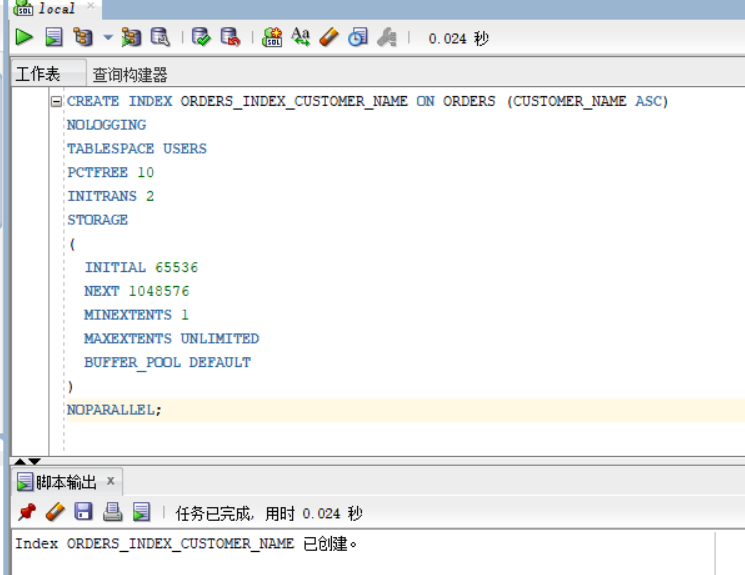 local
0.024 秒
工作表 查询构建器
CREATE INDEX ORDERS_INDEX_CUSTOMER_NAME ON ORDERS (CUSTOMER_NAME ASC)
NOLOGGING
TABLESPACE USERS
PCTFREE 10
INITRANS 2
STORAGE
(
INITIAL 65536
NEXT 1048576
MINEXTENTS 1
MAXEXTENTS UNLIMITED
BUFFER_POOL DEFAULT
)
NOPARALLEL;
脚本输出 x
任务已完成, 用时 0.024 秒
Index ORDERS_INDEX_CUSTOMER_NAME 已创建。